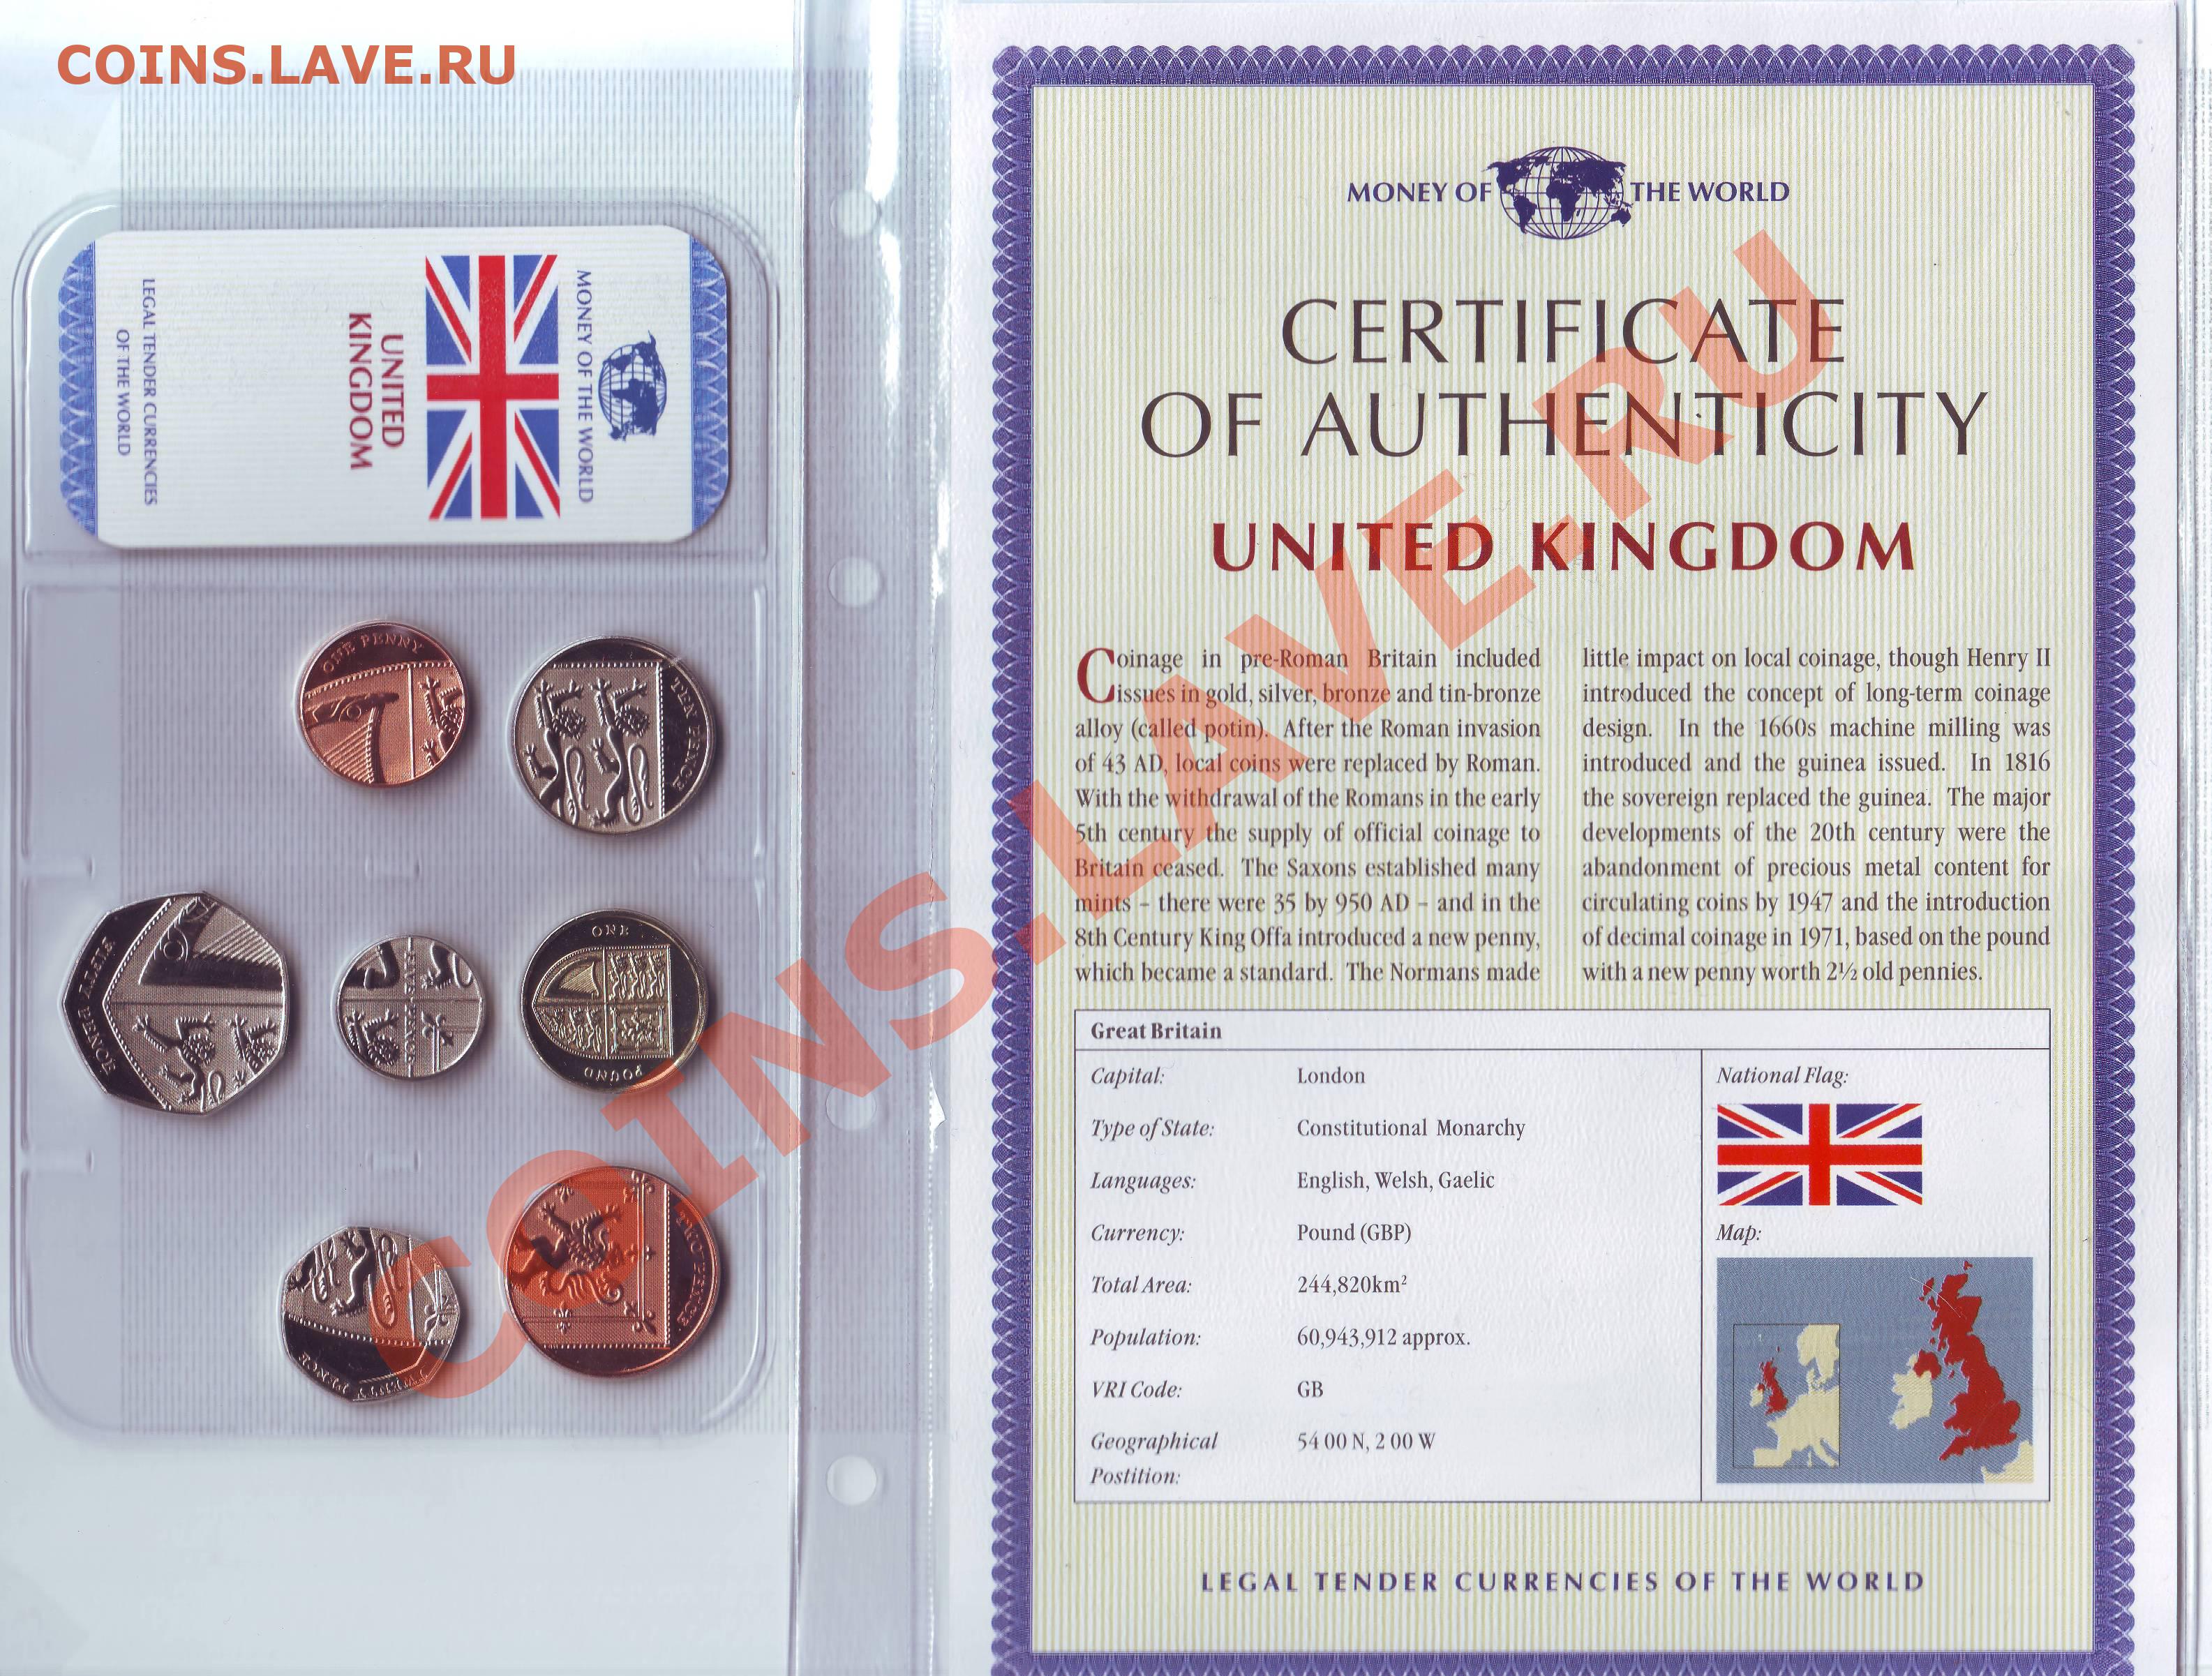 COINS.LAVE.RU
MONEY OF THE WORLD
UNITED
KINGDOM
LEGAL TENDER CURRENCIES
OF THE WORLD
ONE PENNY
TEN PENCE
FIFTY PENCE
FIVE PENCE
ONE
POUND
TWENTY PENCE
TWO PENCE
MONEY OF THE WORLD
CERTIFICATE
OF AUTHENTICITY
UNITED KINGDOM
Coinage in pre-Roman Britain included
issues in gold, silver, bronze and tin-bronze
alloy (called potin). After the Roman invasion
of 43 AD, local coins were replaced by Roman.
With the withdrawal of the Romans in the early
5th century the supply of official coinage to
Britain ceased. The Saxons established many
mints – there were 35 by 950 AD – and in the
8th Century King Offa introduced a new penny,
which became a standard. The Normans made
little impact on local coinage, though Henry II
introduced the concept of long-term coinage
design. In the 1660s machine milling was
introduced and the guinea issued. In 1816
the sovereign replaced the guinea. The major
developments of the 20th century were the
abandonment of precious metal content for
circulating coins by 1947 and the introduction
of decimal coinage in 1971, based on the pound
with a new penny worth 2½ old pennies.
Great Britain
Capital: London
Type of State: Constitutional Monarchy
Languages: English, Welsh, Gaelic
Currency: Pound (GBP)
Total Area: 244,820km²
Population: 60,943,912 approx.
VRI Code: GB
Geographical 54 00 N, 2 00 W
Postition:
National Flag:
Map:
LEGAL TENDER CURRENCIES OF THE WORLD
COINS.LAVE.RU